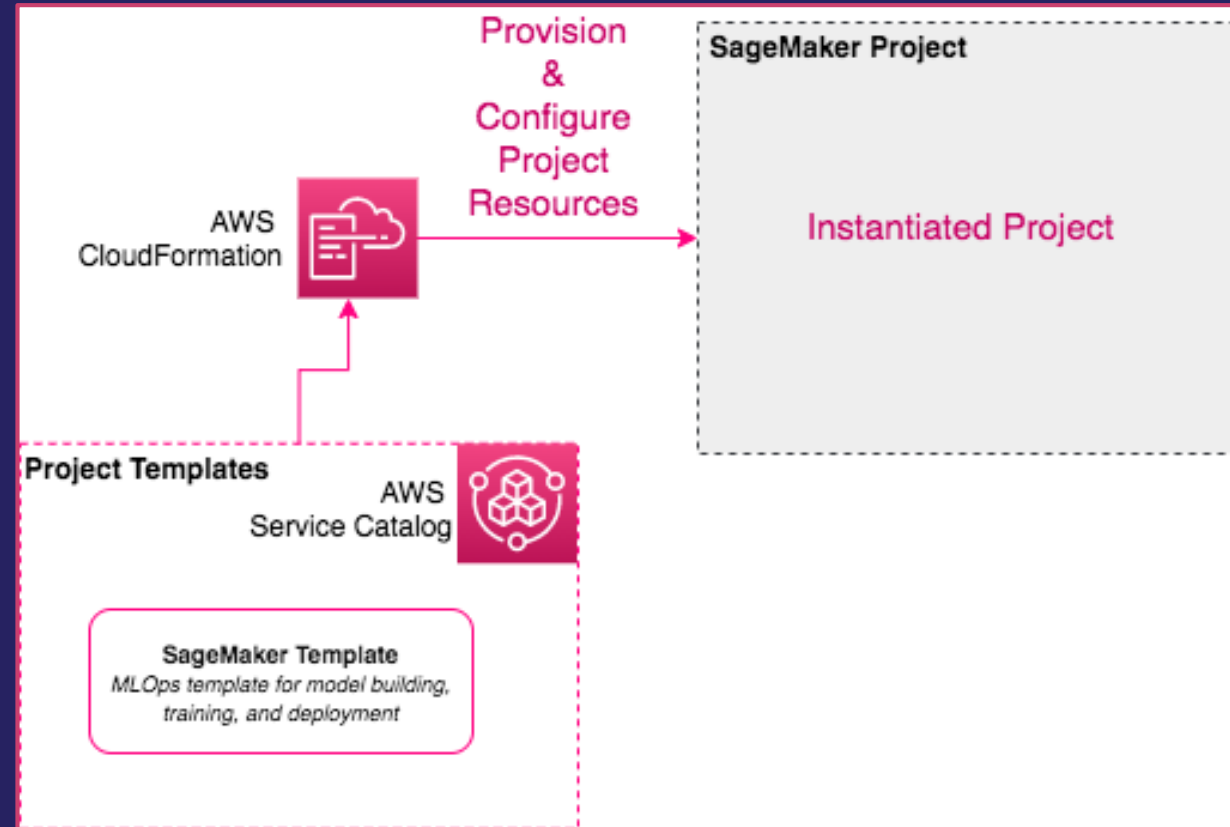 Provision
&
Configure
Project
Resources
SageMaker Project
Instantiated Project
AWS
CloudFormation
Project Templates
AWS
Service Catalog
SageMaker Template
MLOps template for model building,
training, and deployment